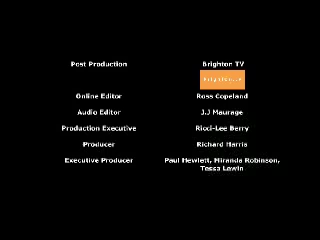 Post Production Brighton TV
Online Editor Ross Copeland
Audio Editor J.J Maurage
Production Executive Ricci-Lee Berry
Producer Richard Harris
Executive Producer Paul Hewlett, Miranda Robinson,
Tessa Lewin